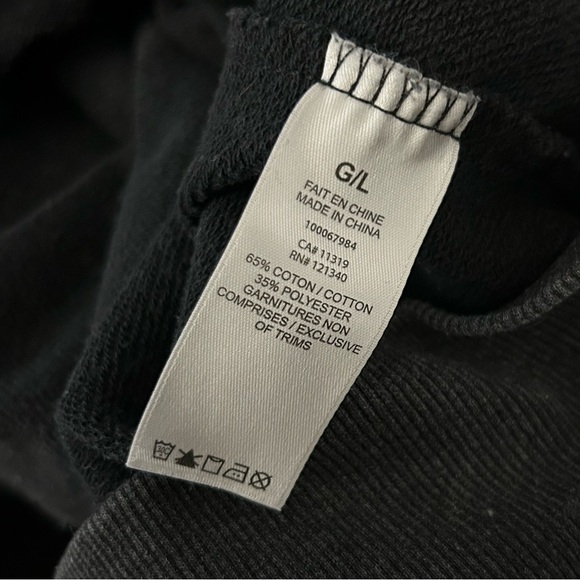 G/L
FAIT EN CHINE
MADE IN CHINA
100067984
CA# 11319
RN# 121340
65% COTON / COTTON
35% POLYESTER
GARNITURES NON
COMPRISES / EXCLUSIVE
OF TRIMS